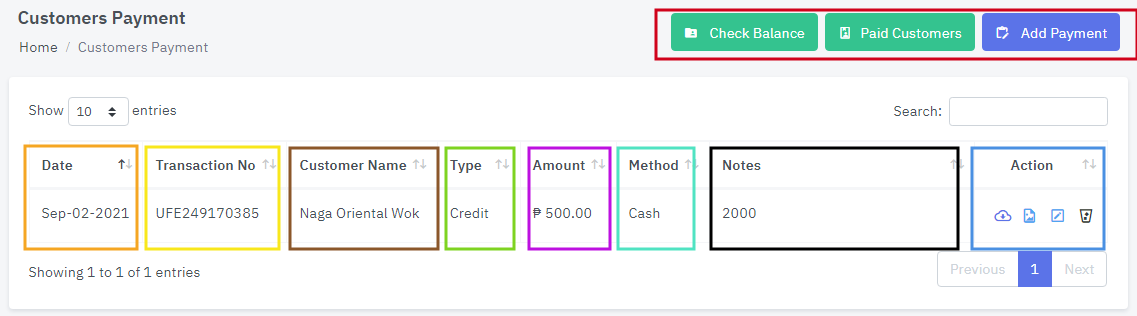 Customers Payment
Home / Customers Payment
Check Balance Paid Customers Add Payment
Show 10 entries Search:
Date Transaction No Customer Name Type Amount Method Notes Action
Sep-02-2021 UFE249170385 Naga Oriental Wok Credit ₱ 500.00 Cash 2000
Showing 1 to 1 of 1 entries Previous 1 Next